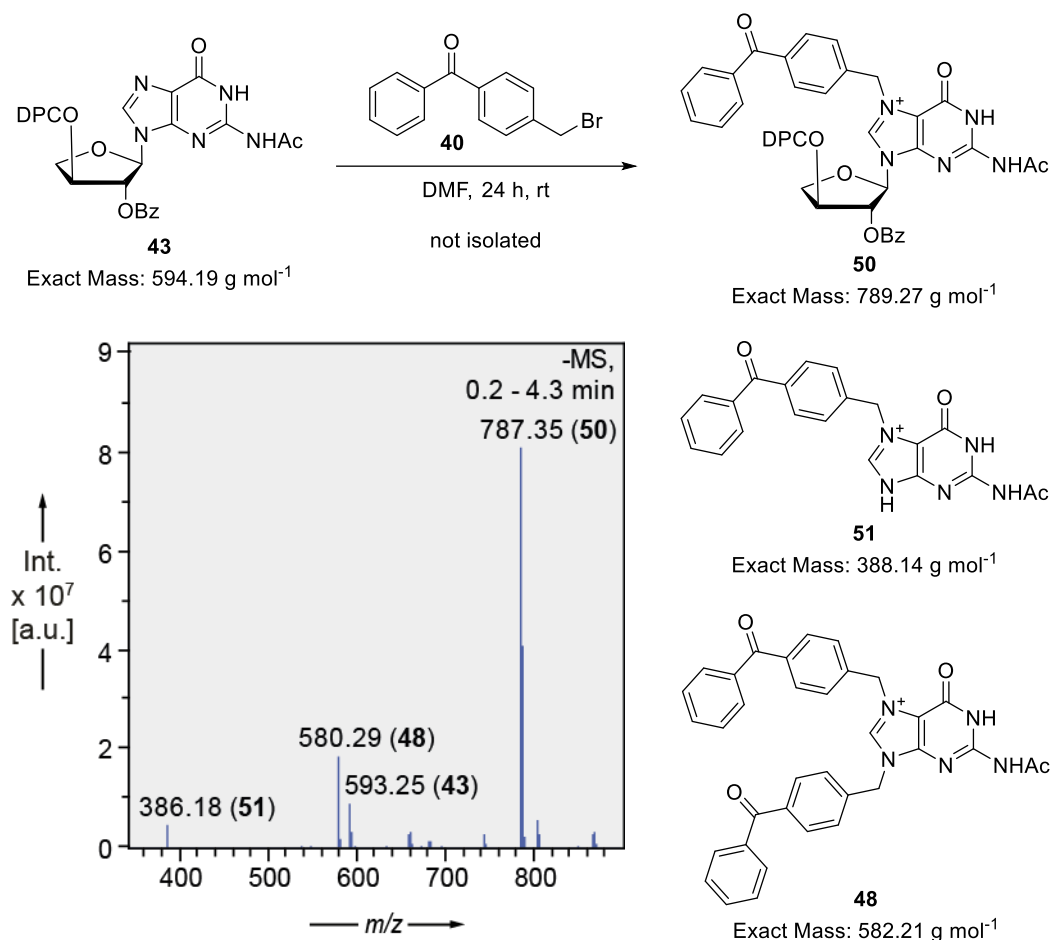 O
N
NH
N
N
NHAc
DPCO
O
OBz
43
Exact Mass: 594.19 g mol-1
O
Br
40
DMF, 24 h, rt
not isolated
O
N+
O
NH
N
N
NHAc
DPCO
O
OBz
50
Exact Mass: 789.27 g mol-1
9
8
6
4
2
0
Int.
x 10⁷
[a.u.]
-MS,
0.2 - 4.3 min
787.35 (50)
580.29 (48)
593.25 (43)
386.18 (51)
400 500 600 700 800
m/z
O
N+
O
NH
N
H
N
NHAc
51
Exact Mass: 388.14 g mol-1
O
N+
O
NH
N
N
NHAc
O
48
Exact Mass: 582.21 g mol-1